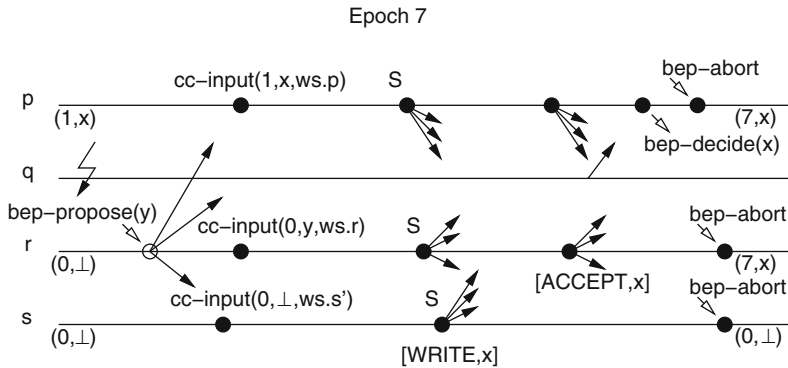 Epoch 7
cc−input(1,x,ws.p)
S
bep−abort
p
(1,x)
(7,x)
bep−decide(x)
q
bep−propose(y)
cc−input(0,y,ws.r)
S
bep−abort
r
(0,⊥)
(7,x)
[ACCEPT,x]
cc−input(0,⊥,ws.s’)
S
bep−abort
s
(0,⊥)
(0,⊥)
[WRITE,x]